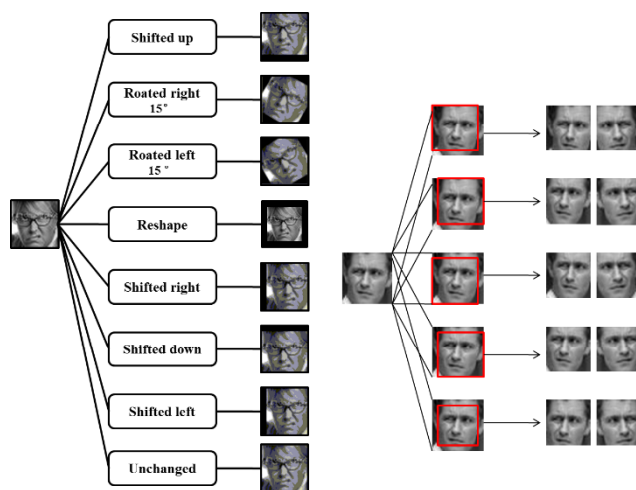 Shifted up
Roated right
15°
Roated left
15°
Reshape
Shifted right
Shifted down
Shifted left
Unchanged